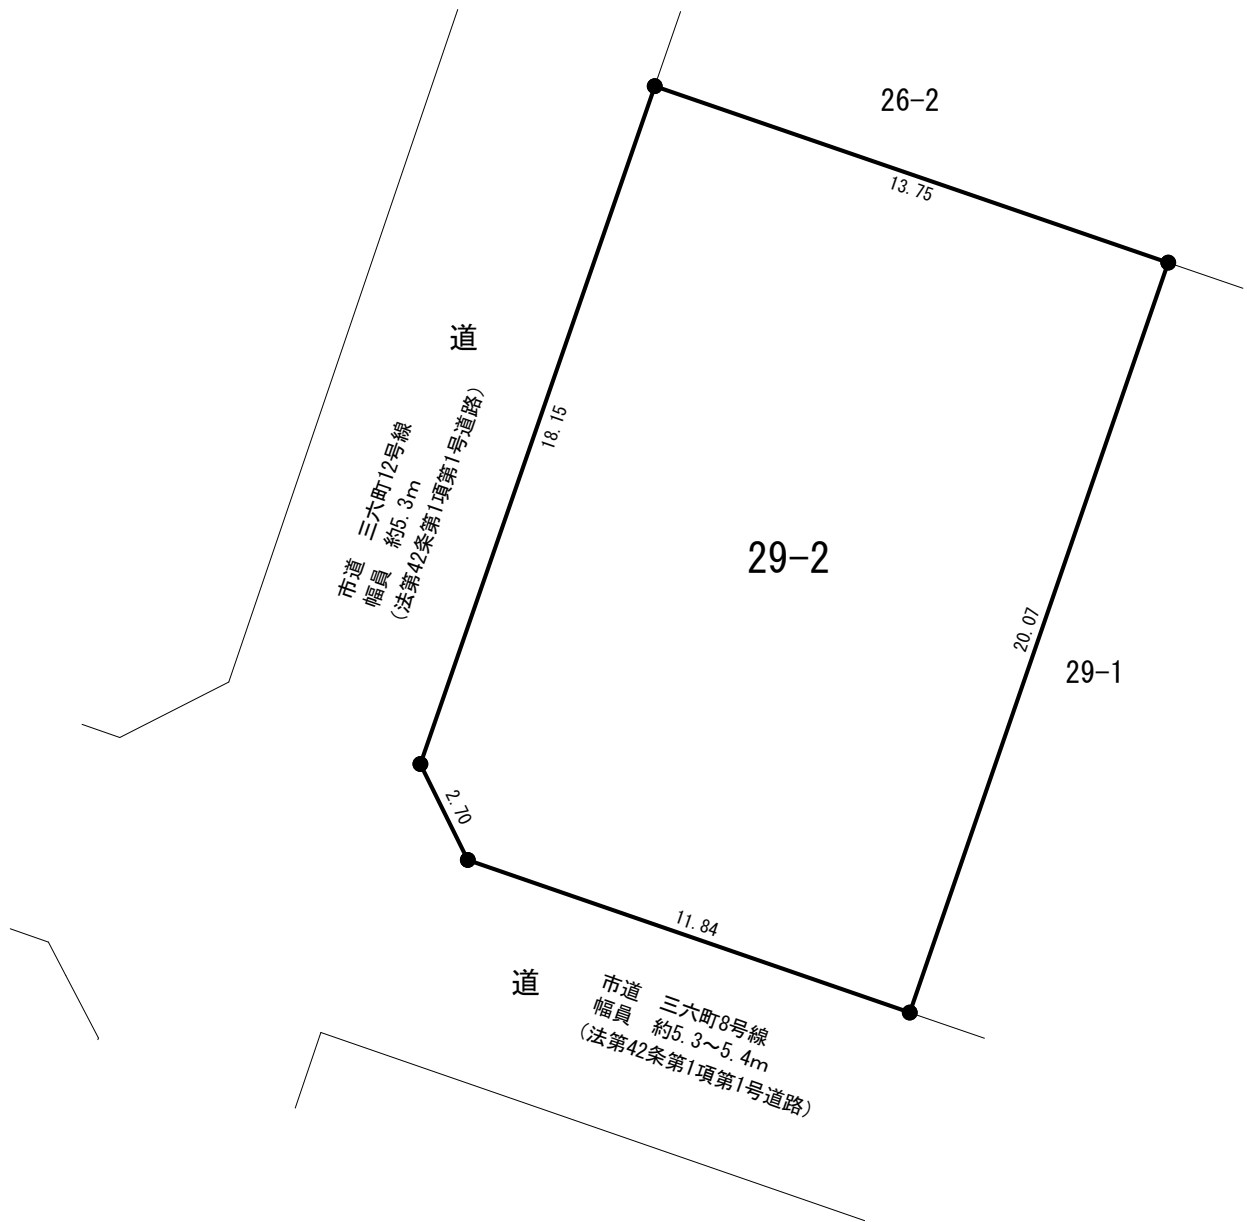 26-2
13.75
道
18.15
市道　三六町12号線
幅員　約5.3m
(法第42条第1項第1号道路)
29-2
20.07
29-1
2.70
11.84
道
市道　三六町8号線
幅員　約5.3～5.4m
(法第42条第1項第1号道路)